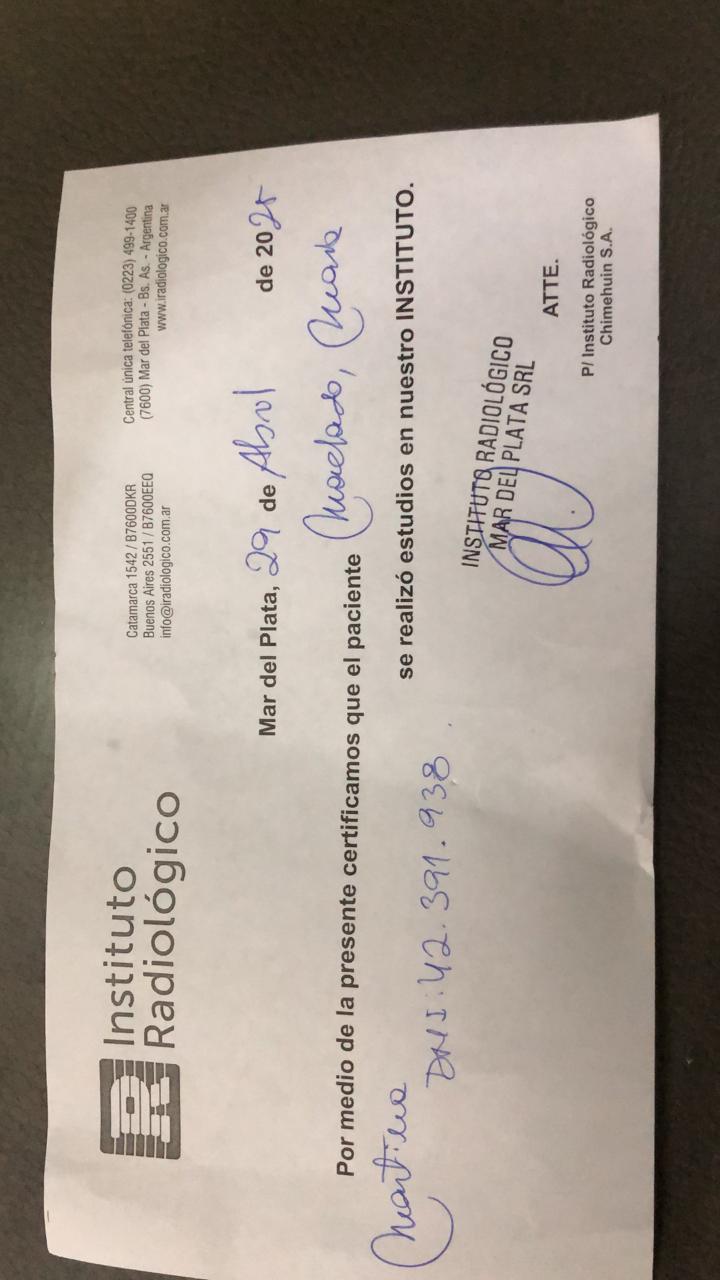 Instituto
Radiológico
Catamarca 1542 / B7600DKR
Buenos Aires 2551 / B7600EEQ
info@iradiologico.com.ar
Central única telefónica: (0223) 499-1400
(7600) Mar del Plata - Bs. As. - Argentina
www.iradiologico.com.ar
Mar del Plata, 29 de Abril de 2025
Por medio de la presente certificamos que el paciente Machado, Maria
Martina se realizó estudios en nuestro INSTITUTO.
DNI: 42.391.938.
INSTITUTO RADIOLÓGICO
MAR DEL PLATA SRL
ATTE.
P/ Instituto Radiológico
Chimehuin S.A.